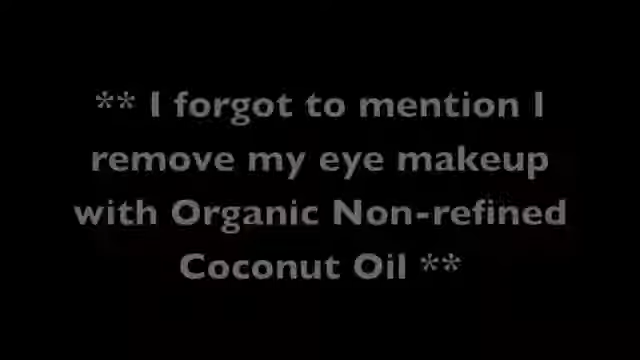 ** I forgot to mention I
remove my eye makeup
with Organic Non-refined
Coconut Oil **